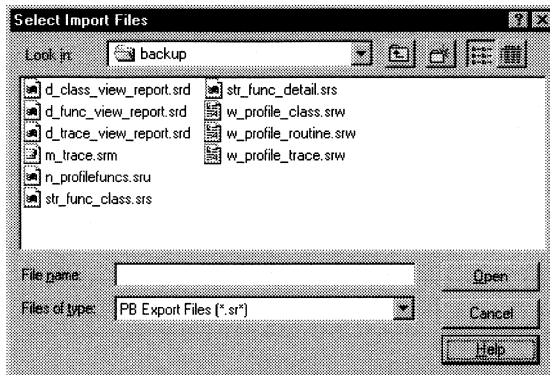 Select Import Files
Look in: backup
d_class_view_report.srd
d_func_view_report.srd
d_trace_view_report.srd
m_trace.srm
n_profilefuncs.sru
str_func_class.srs
str_func_detail.srs
w_profile_class.srw
w_profile_routine.srw
w_profile_trace.srw
File name:
Open
Files of type: PB Export Files (*.sr*)
Cancel
Help